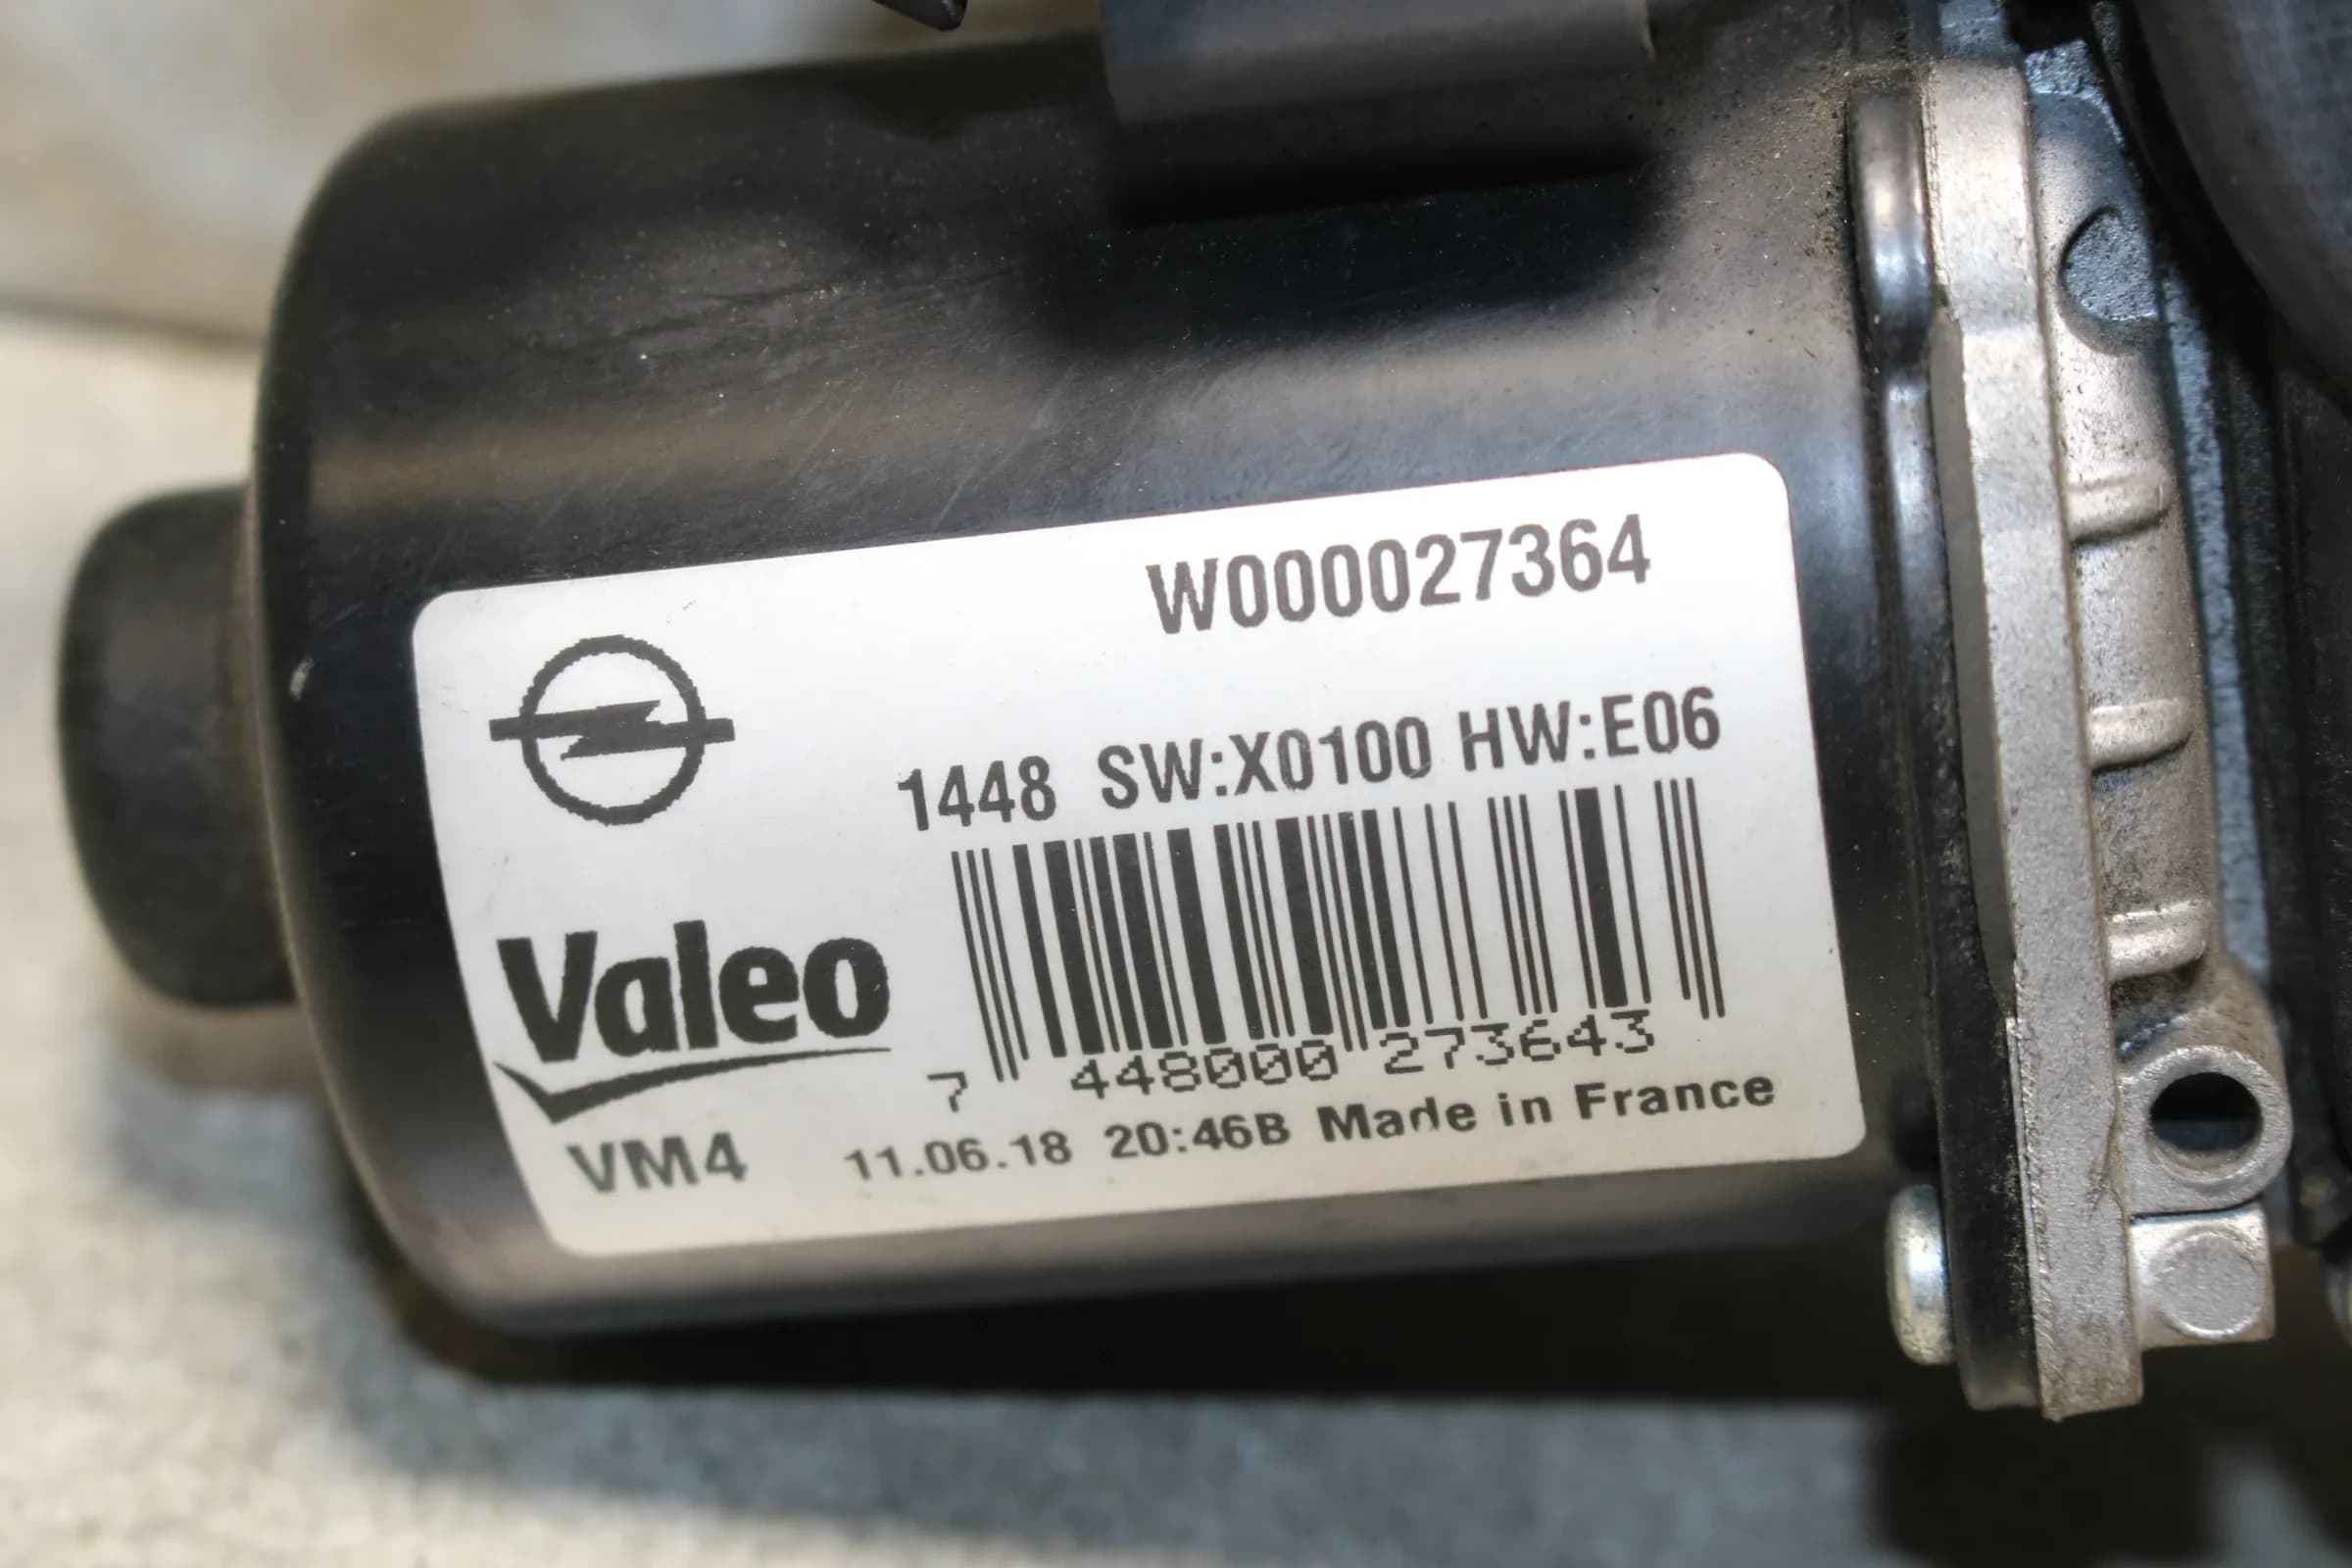 W000027364
1448 SW:X0100 HW:E06
Valeo
7 448000 273643
VM4 11.06.18 20:46B Made in France